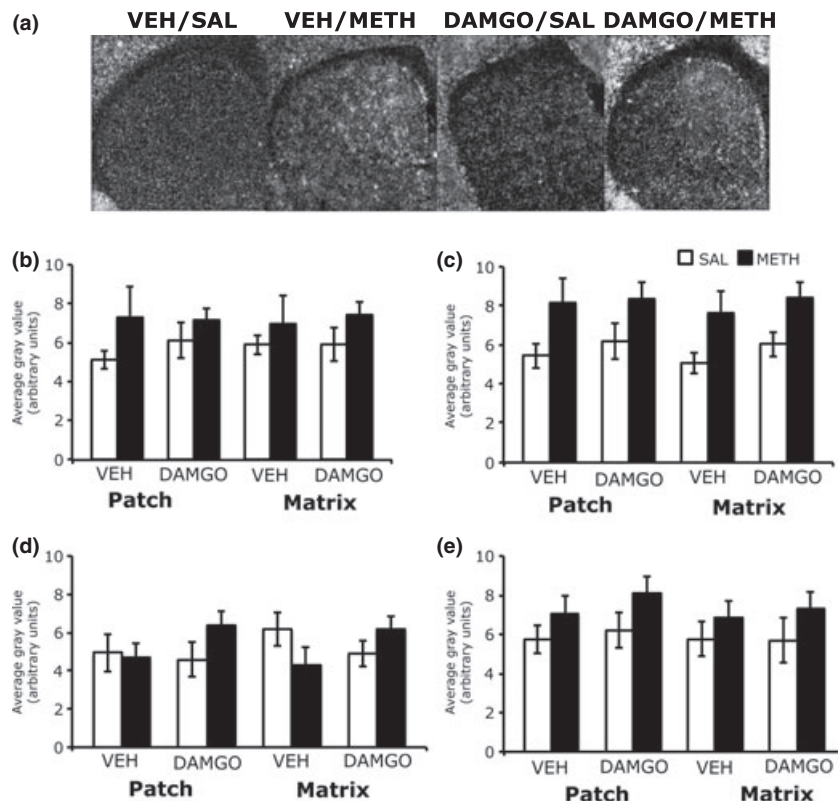 (a)
VEH/SAL VEH/METH DAMGO/SAL DAMGO/METH
(b)
Average gray value
(arbitrary units)
10
8
6
4
2
0
VEH DAMGO VEH DAMGO
Patch Matrix
(c)
SAL METH
Average gray value
(arbitrary units)
10
8
6
4
2
0
VEH DAMGO VEH DAMGO
Patch Matrix
(d)
Average gray value
(arbitrary units)
10
8
6
4
2
0
VEH DAMGO VEH DAMGO
Patch Matrix
(e)
Average gray value
(arbitrary units)
10
8
6
4
2
0
VEH DAMGO VEH DAMGO
Patch Matrix